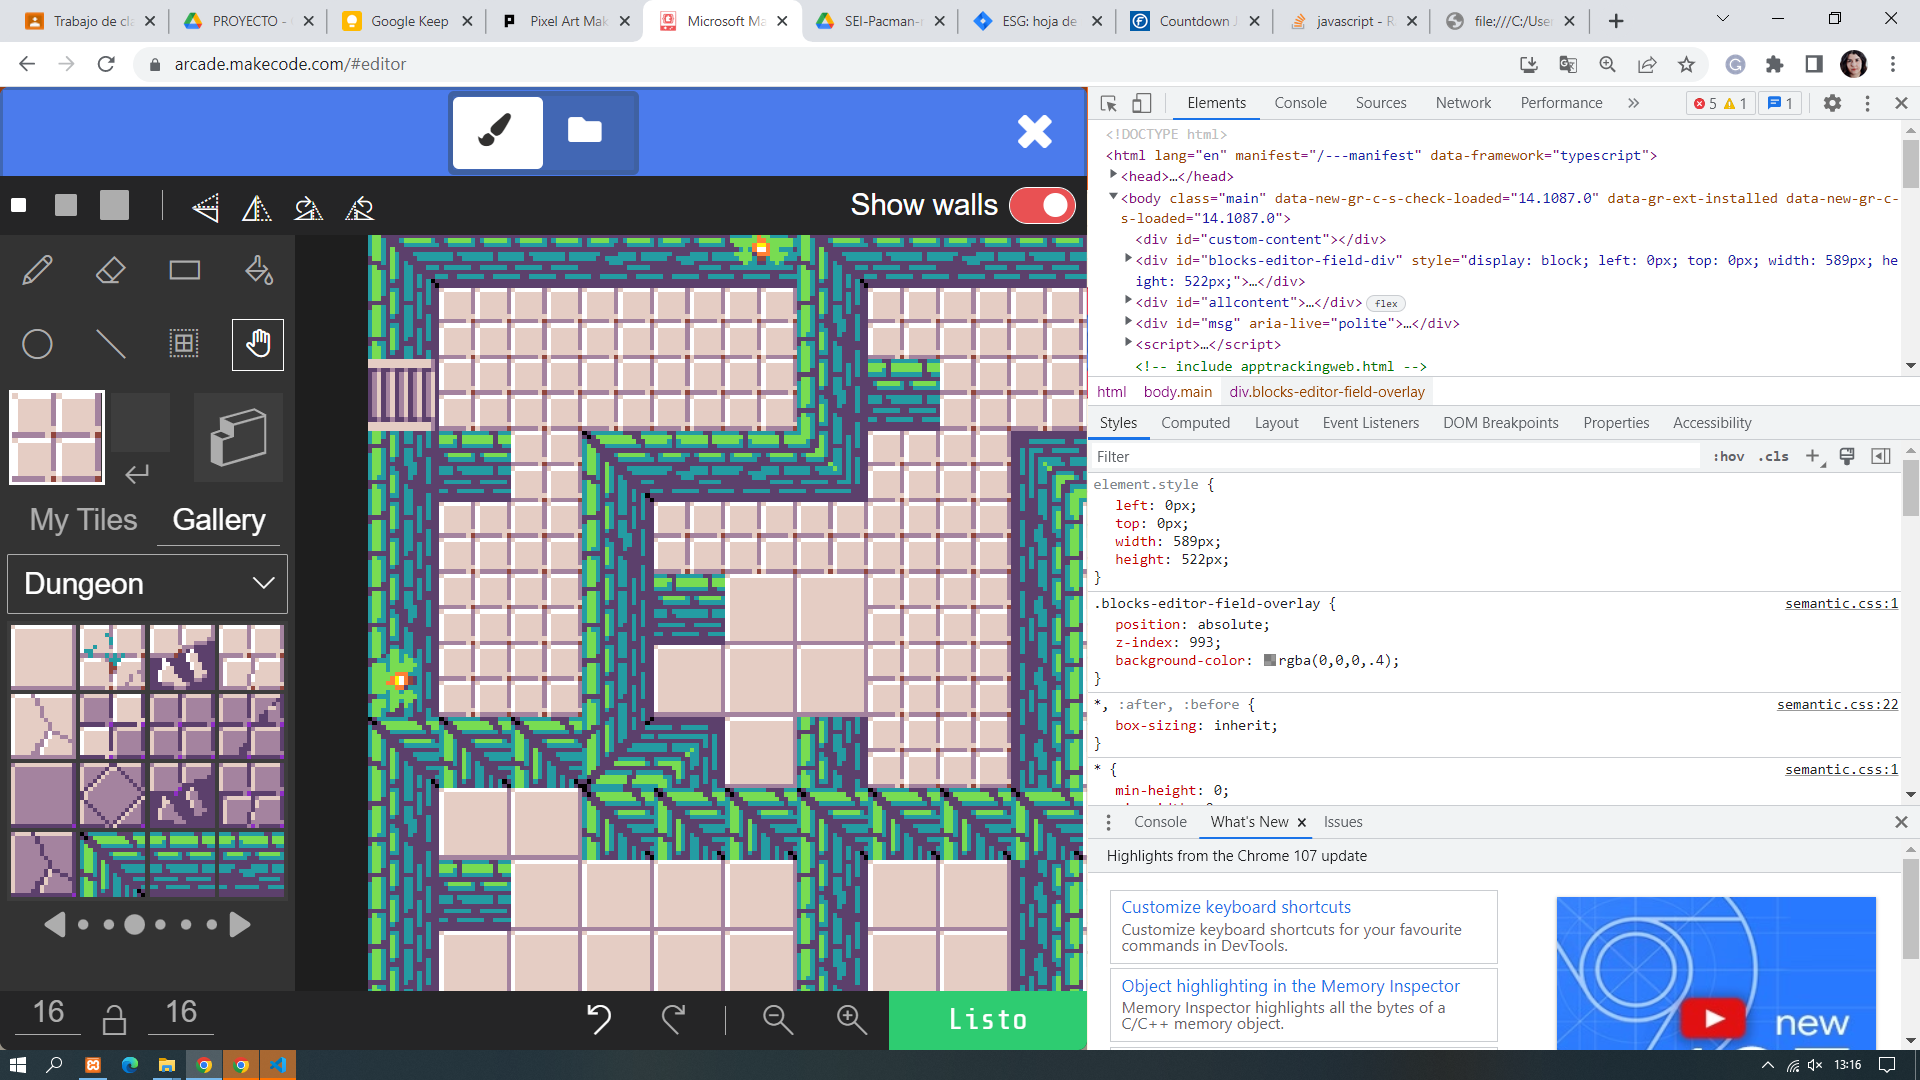 Trabajo de cla
PROYECTO -
Google Keep
Pixel Art Mak
Microsoft Ma
SEI-Pacman-r
ESG: hoja de
Countdown J
javascript - R
file:///C:/User
arcade.makecode.com/#editor
Show walls
My Tiles
Gallery
Dungeon
16
16
Listo
Elements
Console
Sources
Network
Performance
5
1
1
<!DOCTYPE html>
<html lang="en" manifest="/---manifest" data-framework="typescript">
<head>…</head>
<body class="main" data-new-gr-c-s-check-loaded="14.1087.0" data-gr-ext-installed data-new-gr-c-
s-loaded="14.1087.0">
<div id="custom-content"></div>
<div id="blocks-editor-field-div" style="display: block; left: 0px; top: 0px; width: 589px; he
ight: 522px;">…</div>
<div id="allcontent">…</div>
flex
<div id="msg" aria-live="polite">…</div>
<script>…</script>
<!-- include apptrackingweb.html -->
html
body.main
div.blocks-editor-field-overlay
Styles
Computed
Layout
Event Listeners
DOM Breakpoints
Properties
Accessibility
Filter
:hov
.cls
element.style {
left: 0px;
top: 0px;
width: 589px;
height: 522px;
}
.blocks-editor-field-overlay {
semantic.css:1
position: absolute;
z-index: 993;
background-color: rgba(0,0,0,.4);
}
*, :after, :before {
semantic.css:22
box-sizing: inherit;
}
* {
semantic.css:1
min-height: 0;
Console
What's New
Issues
Highlights from the Chrome 107 update
Customize keyboard shortcuts
Customize keyboard shortcuts for your favourite
commands in DevTools.
Object highlighting in the Memory Inspector
Memory Inspector highlights all the bytes of a
C/C++ memory object.
new
13:16